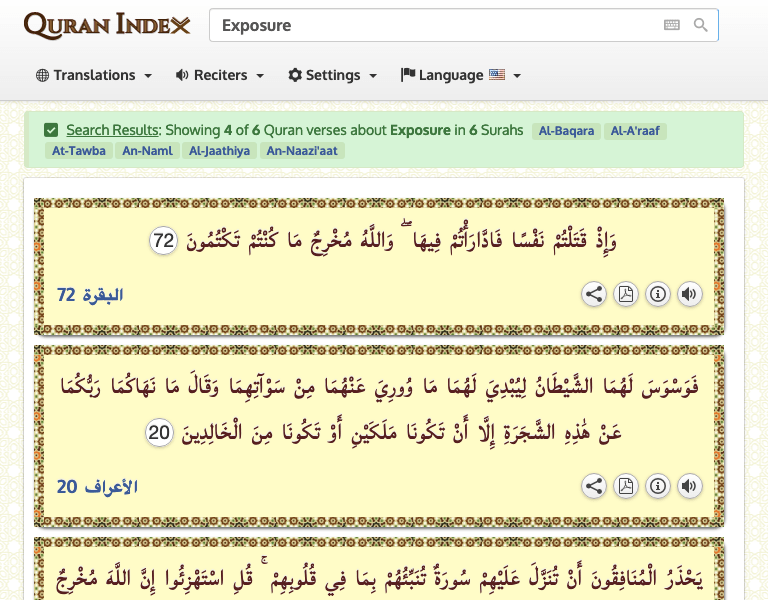 QURAN INDEX
Exposure
Translations Reciters Settings Language
Search Results: Showing 4 of 6 Quran verses about Exposure in 6 Surahs Al-Baqara Al-A'raaf
At-Tawba An-Naml Al-Jaathiya An-Naazi'aat
وَإِذْ قَتَلْتُمْ نَفْسًا فَادَّارَأْتُمْ فِيهَا ۖ وَاللَّهُ مُخْرِجٌ مَا كُنْتُمْ تَكْتُمُونَ 72
البقرة 72
فَوَسْوَسَ لَهُمَا الشَّيْطَانُ لِيُبْدِيَ لَهُمَا مَا وُورِيَ عَنْهُمَا مِنْ سَوْآتِهِمَا وَقَالَ مَا نَهَاكُمَا رَبُّكُمَا
عَنْ هَٰذِهِ الشَّجَرَةِ إِلَّا أَنْ تَكُونَا مَلَكَيْنِ أَوْ تَكُونَا مِنَ الْخَالِدِينَ 20
الأعراف 20
يَحْذَرُ الْمُنَافِقُونَ أَنْ تُنَزَّلَ عَلَيْهِمْ سُورَةٌ تُنَبِّئُهُمْ بِمَا فِي قُلُوبِهِمْ ۚ قُلِ اسْتَهْزِئُوا إِنَّ اللَّهَ مُخْرِجٌ